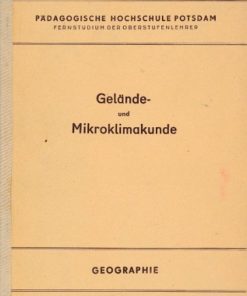 PÄDAGOGISCHE HOCHSCHULE POTSDAM
FERNSTUDIUM DER OBERSTUFENLEHRER
Gelände-
und
Mikroklimakunde
GEOGRAPHIE